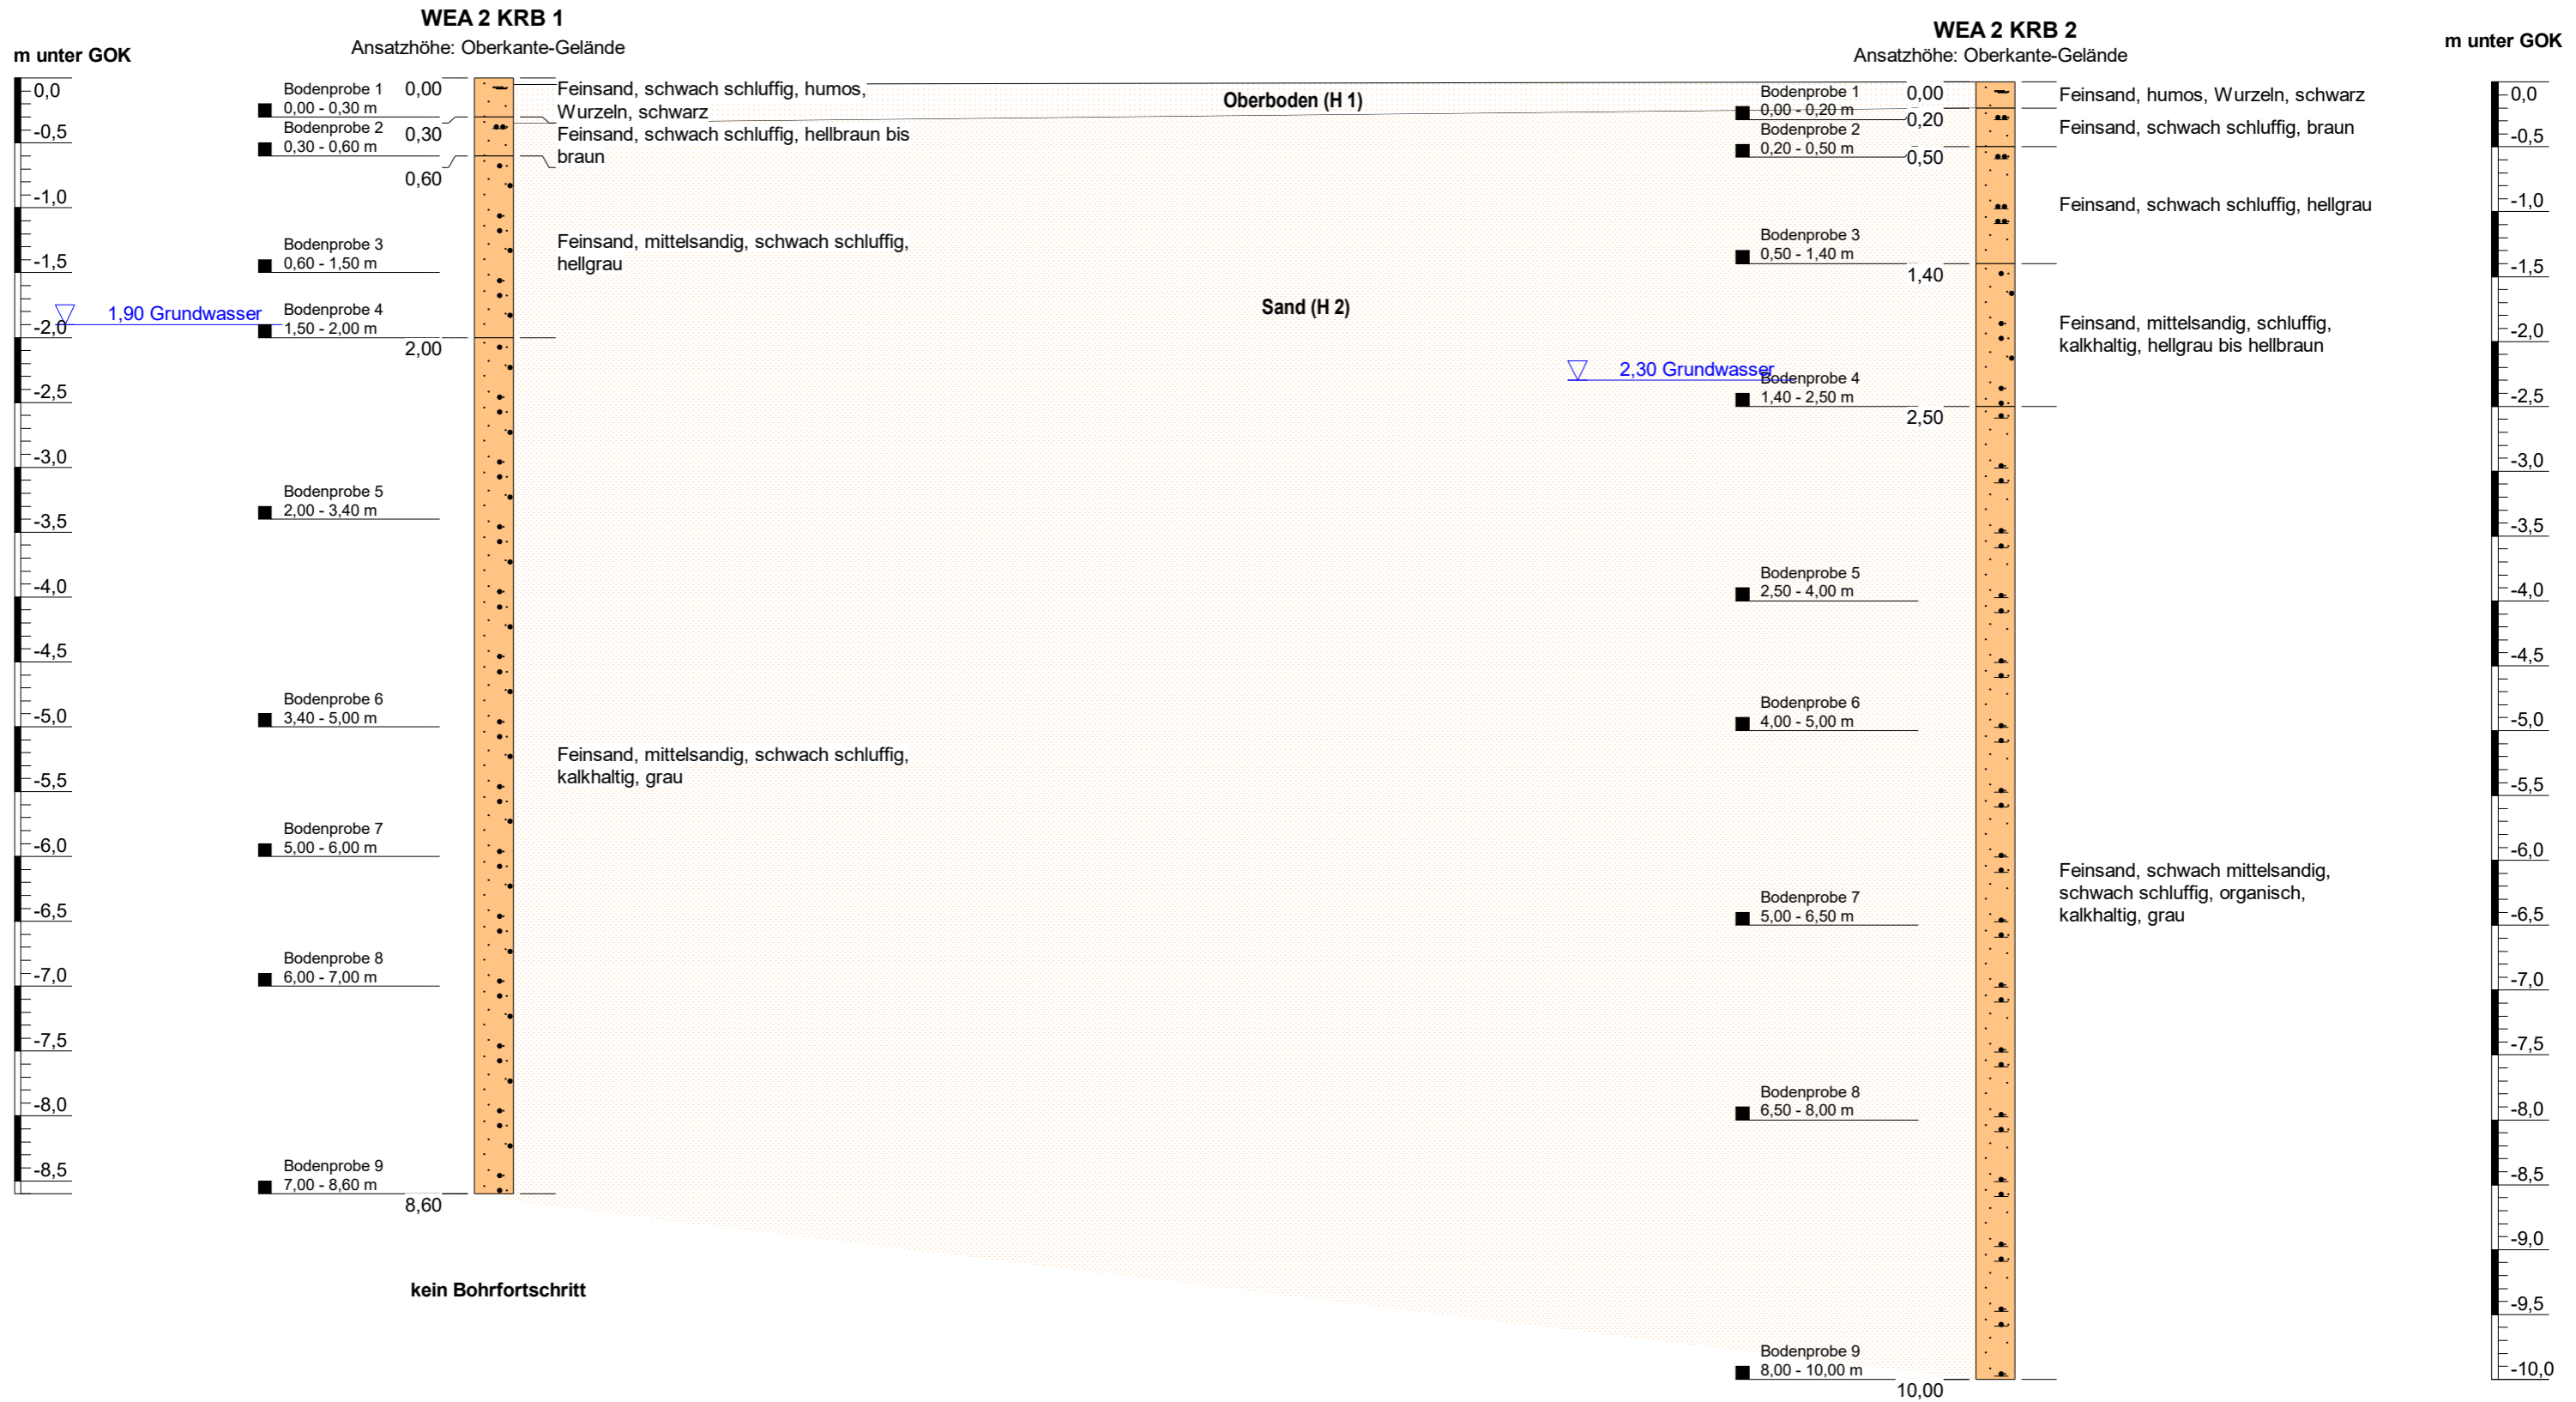 WEA 2 KRB 1
Ansatzhöhe: Oberkante-Gelände
m unter GOK
0,0
-0,5
-1,0
-1,5
-2,0
-2,5
-3,0
-3,5
-4,0
-4,5
-5,0
-5,5
-6,0
-6,5
-7,0
-7,5
-8,0
-8,5
1,90 Grundwasser
Bodenprobe 1
0,00 - 0,30 m
Bodenprobe 2
0,30 - 0,60 m
Bodenprobe 3
0,60 - 1,50 m
Bodenprobe 4
1,50 - 2,00 m
Bodenprobe 5
2,00 - 3,40 m
Bodenprobe 6
3,40 - 5,00 m
Bodenprobe 7
5,00 - 6,00 m
Bodenprobe 8
6,00 - 7,00 m
Bodenprobe 9
7,00 - 8,60 m
0,00
0,30
0,60
2,00
8,60
Feinsand, schwach schluffig, humos,
Wurzeln, schwarz
Feinsand, schwach schluffig, hellbraun bis
braun
Feinsand, mittelsandig, schwach schluffig,
hellgrau
Feinsand, mittelsandig, schwach schluffig,
kalkhaltig, grau
kein Bohrfortschritt
Oberboden (H 1)
Sand (H 2)
WEA 2 KRB 2
Ansatzhöhe: Oberkante-Gelände
2,30 Grundwasser
Bodenprobe 1
0,00 - 0,20 m
Bodenprobe 2
0,20 - 0,50 m
Bodenprobe 3
0,50 - 1,40 m
Bodenprobe 4
1,40 - 2,50 m
Bodenprobe 5
2,50 - 4,00 m
Bodenprobe 6
4,00 - 5,00 m
Bodenprobe 7
5,00 - 6,50 m
Bodenprobe 8
6,50 - 8,00 m
Bodenprobe 9
8,00 - 10,00 m
0,00
0,20
0,50
1,40
2,50
10,00
Feinsand, humos, Wurzeln, schwarz
Feinsand, schwach schluffig, braun
Feinsand, schwach schluffig, hellgrau
Feinsand, mittelsandig, schluffig,
kalkhaltig, hellgrau bis hellbraun
Feinsand, schwach mittelsandig,
schwach schluffig, organisch,
kalkhaltig, grau
m unter GOK
0,0
-0,5
-1,0
-1,5
-2,0
-2,5
-3,0
-3,5
-4,0
-4,5
-5,0
-5,5
-6,0
-6,5
-7,0
-7,5
-8,0
-8,5
-9,0
-9,5
-10,0